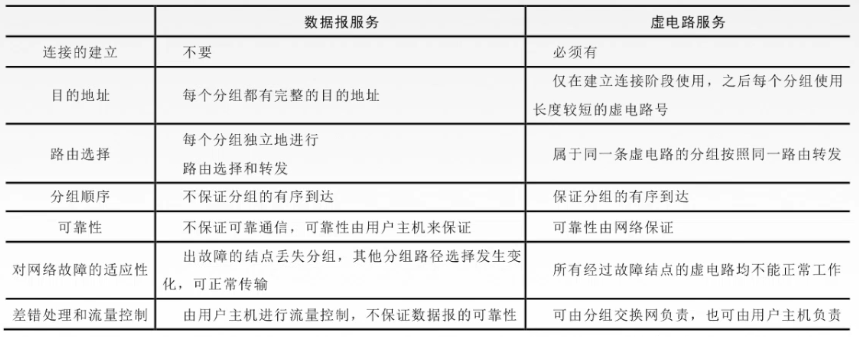 数据报服务 虚电路服务
连接的建立 不要 必须有
目的地址 每个分组都有完整的目的地址 仅在建立连接阶段使用，之后每个分组使用
长度较短的虚电路号
路由选择 每个分组独立地进行
路由选择和转发 属于同一条虚电路的分组按照同一路由转发
分组顺序 不保证分组的有序到达 保证分组的有序到达
可靠性 不保证可靠通信，可靠性由用户主机来保证 可靠性由网络保证
对网络故障的适应性 出故障的结点丢失分组，其他分组路径选择发生变
化，可正常传输 所有经过故障结点的虚电路均不能正常工作
差错处理和流量控制 由用户主机进行流量控制，不保证数据报的可靠性 可由分组交换网负责，也可由用户主机负责